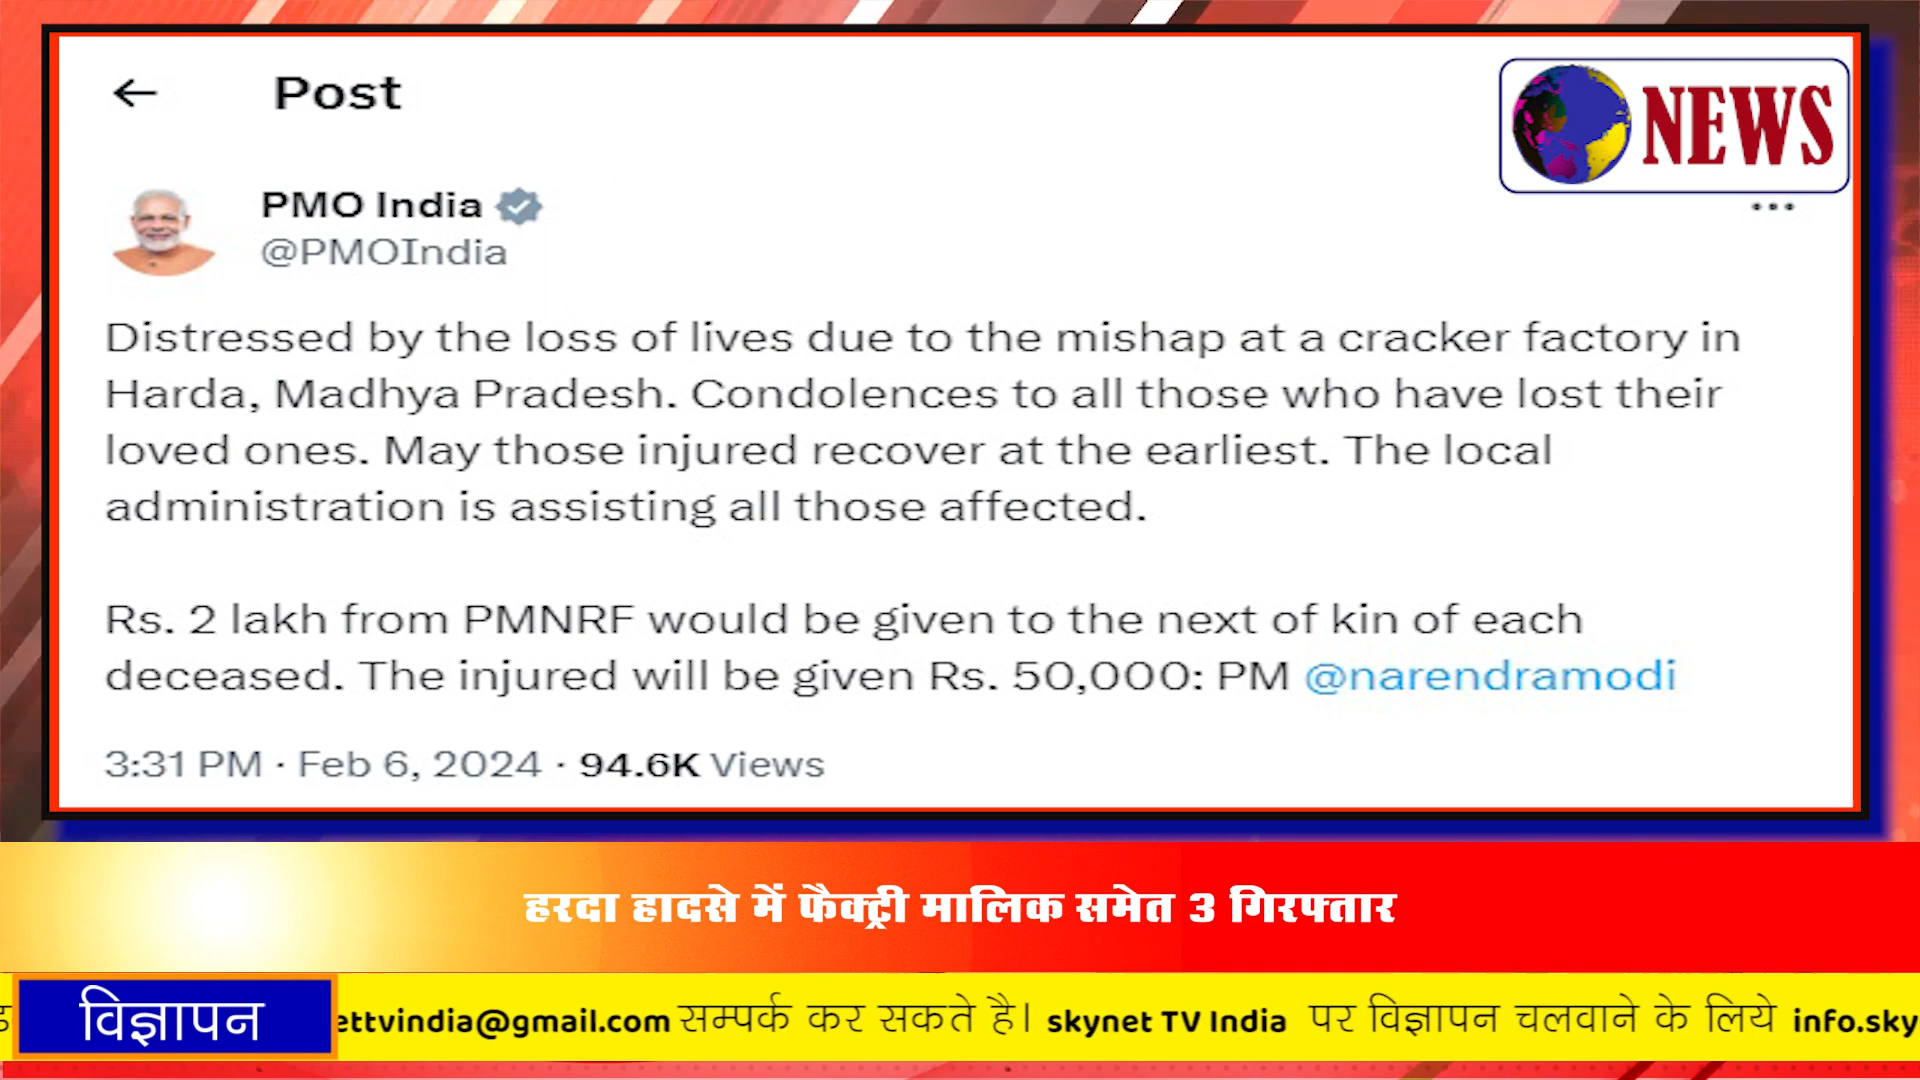 Post
NEWS
PMO India
@PMOIndia
Distressed by the loss of lives due to the mishap at a cracker factory in
Harda, Madhya Pradesh. Condolences to all those who have lost their
loved ones. May those injured recover at the earliest. The local
administration is assisting all those affected.
Rs. 2 lakh from PMNRF would be given to the next of kin of each
deceased. The injured will be given Rs. 50,000: PM @narendramodi
3:31 PM · Feb 6, 2024 · 94.6K Views
हरदा हादसे में फैक्ट्री मालिक समेत 3 गिरफ्तार
विज्ञापन ettvindia@gmail.com सम्पर्क कर सकते है। skynet TV India पर विज्ञापन चलवाने के लिये info.sky